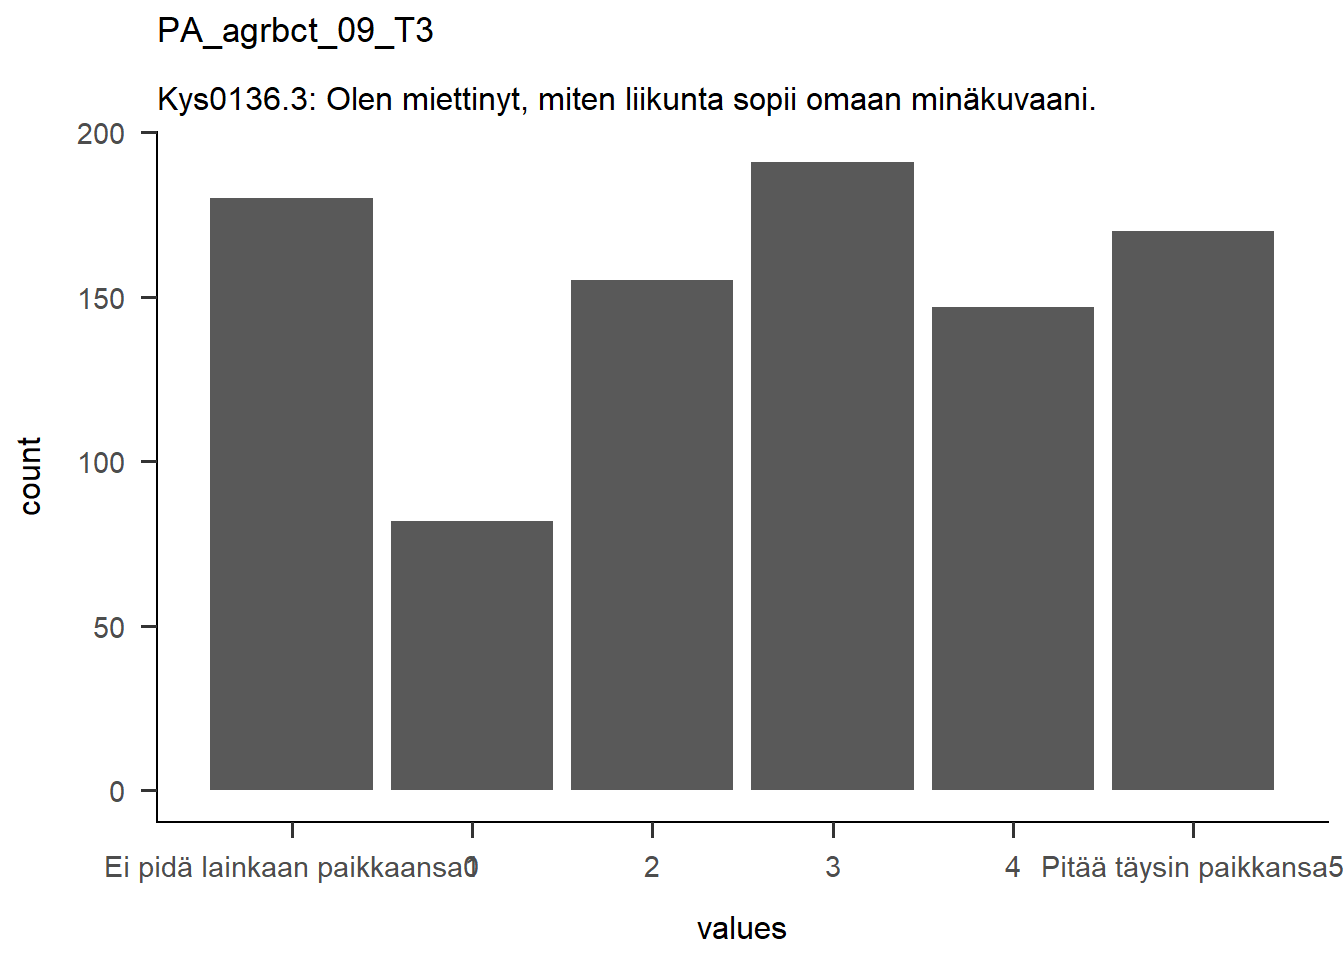 PA_agrbct_09_T3
Kys0136.3: Olen miettinyt, miten liikunta sopii omaan minäkuvaani.
200
150
100
50
0
count
Ei pidä lainkaan paikkaansa0 1 2 3 4 Pitää täysin paikkansa5
values